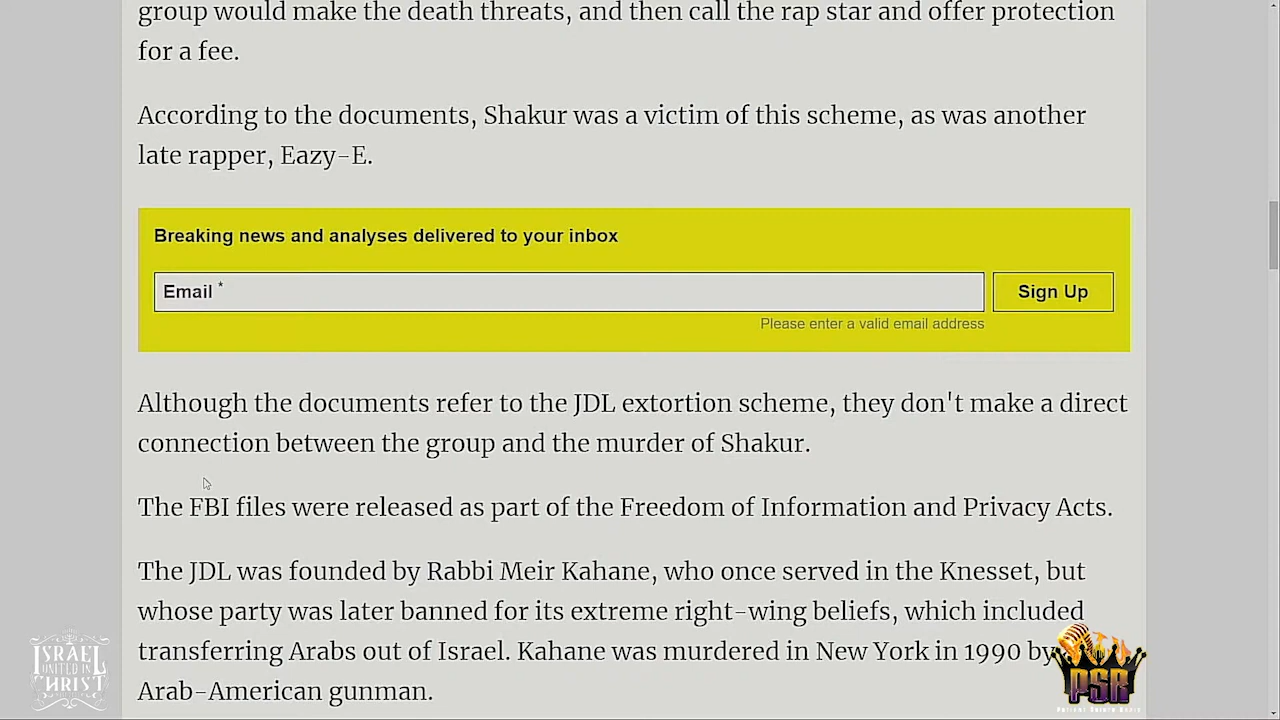 group would make the death threats, and then call the rap star and offer protection
for a fee.
According to the documents, Shakur was a victim of this scheme, as was another
late rapper, Eazy-E.
Breaking news and analyses delivered to your inbox
Email *
Sign Up
Please enter a valid email address
Although the documents refer to the JDL extortion scheme, they don't make a direct
connection between the group and the murder of Shakur.
The FBI files were released as part of the Freedom of Information and Privacy Acts.
The JDL was founded by Rabbi Meir Kahane, who once served in the Knesset, but
whose party was later banned for its extreme right-wing beliefs, which included
transferring Arabs out of Israel. Kahane was murdered in New York in 1990 by
Arab-American gunman.
ISRAEL
UNITED IN
CHRIST
PSR